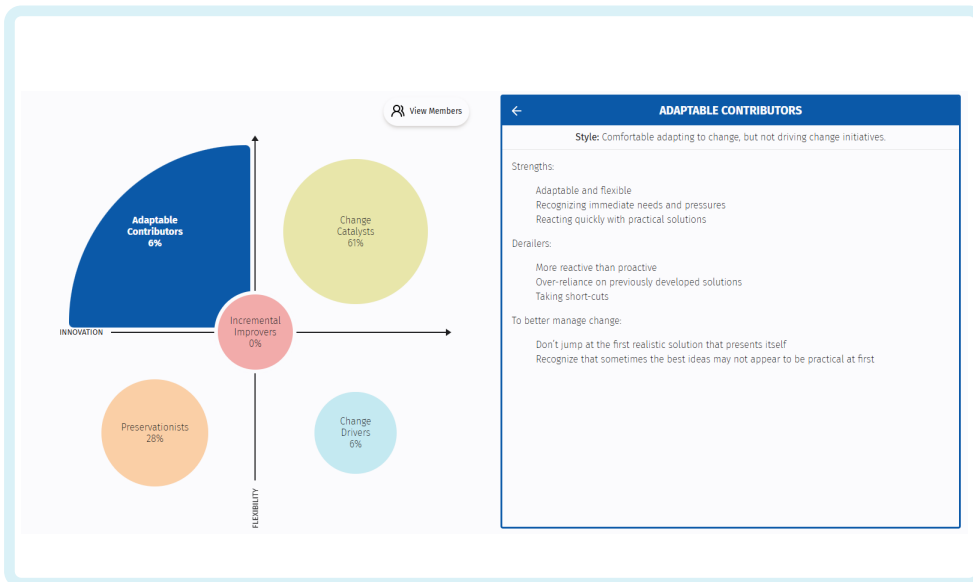 View Members
Adaptable
Contributors
6%
Change
Catalysts
61%
Incremental
Improvers
0%
INNOVATION
Preservationists
28%
Change
Drivers
6%
FLEXIBILITY
ADAPTABLE CONTRIBUTORS
Style: Comfortable adapting to change, but not driving change initiatives.
Strengths:
Adaptable and flexible
Recognizing immediate needs and pressures
Reacting quickly with practical solutions
Derailers:
More reactive than proactive
Over-reliance on previously developed solutions
Taking short-cuts
To better manage change:
Don't jump at the first realistic solution that presents itself
Recognize that sometimes the best ideas may not appear to be practical at first